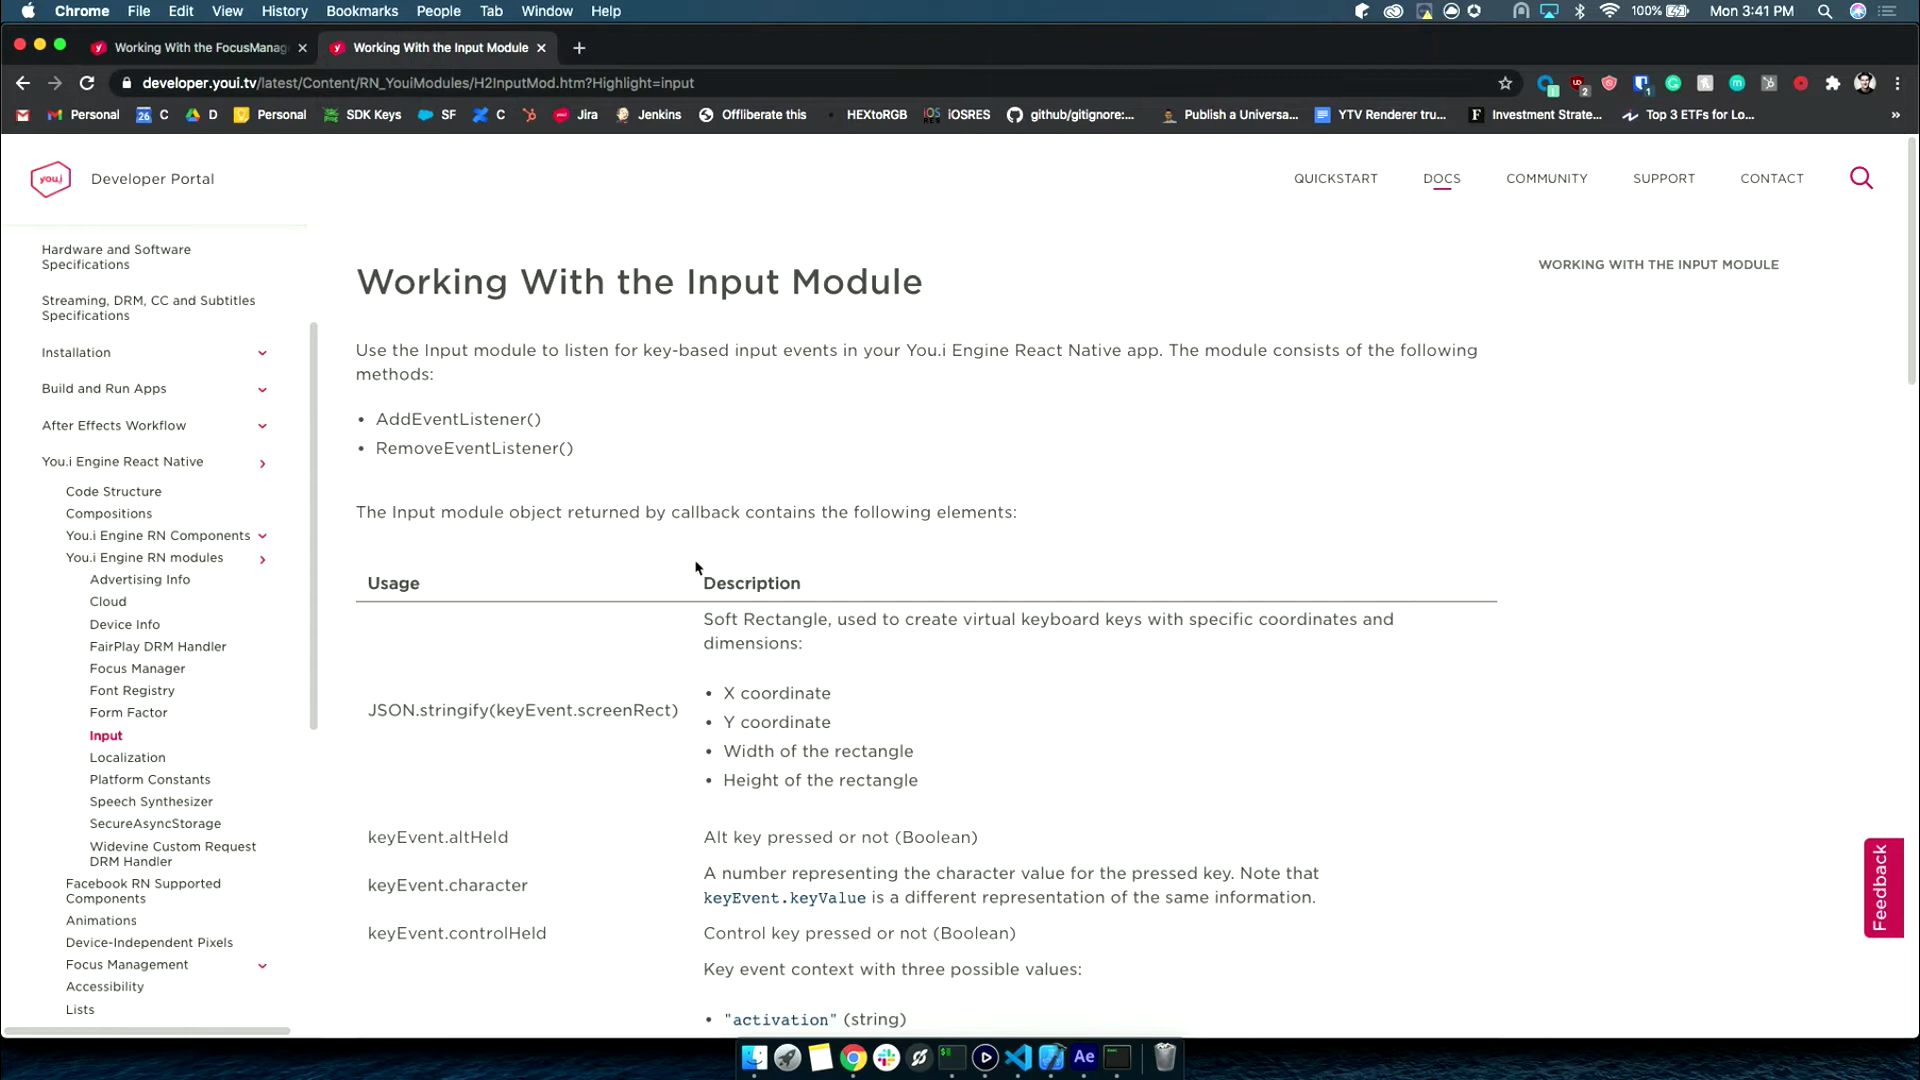 Chrome File Edit View History Bookmarks People Tab Window Help
100% Mon 3:41 PM
Working With the FocusManag
Working With the Input Module
developer.youi.tv/latest/Content/RN_YouiModules/H2InputMod.htm?Highlight=input
Personal 26 C D Personal SDK Keys SF C Jira Jenkins Offliberate this HEXtoRGB iOSRES github/gitignore:... Publish a Universa... YTV Renderer tru... Investment Strate... Top 3 ETFs for Lo... »
you.i Developer Portal
QUICKSTART DOCS COMMUNITY SUPPORT CONTACT
Hardware and Software
Specifications
Streaming, DRM, CC and Subtitles
Specifications
Installation
Build and Run Apps
After Effects Workflow
You.i Engine React Native
Code Structure
Compositions
You.i Engine RN Components
You.i Engine RN modules
Advertising Info
Cloud
Device Info
FairPlay DRM Handler
Focus Manager
Font Registry
Form Factor
Input
Localization
Platform Constants
Speech Synthesizer
SecureAsyncStorage
Widevine Custom Request
DRM Handler
Facebook RN Supported
Components
Animations
Device-Independent Pixels
Focus Management
Accessibility
Lists
Working With the Input Module
Use the Input module to listen for key-based input events in your You.i Engine React Native app. The module consists of the following
methods:
• AddEventListener()
• RemoveEventListener()
The Input module object returned by callback contains the following elements:
Usage Description
Soft Rectangle, used to create virtual keyboard keys with specific coordinates and
dimensions:
• X coordinate
JSON.stringify(keyEvent.screenRect)
• Y coordinate
• Width of the rectangle
• Height of the rectangle
keyEvent.altHeld Alt key pressed or not (Boolean)
A number representing the character value for the pressed key. Note that
keyEvent.character
keyEvent.keyValue is a different representation of the same information.
keyEvent.controlHeld Control key pressed or not (Boolean)
Key event context with three possible values:
• "activation" (string)
WORKING WITH THE INPUT MODULE
Feedback
Ae